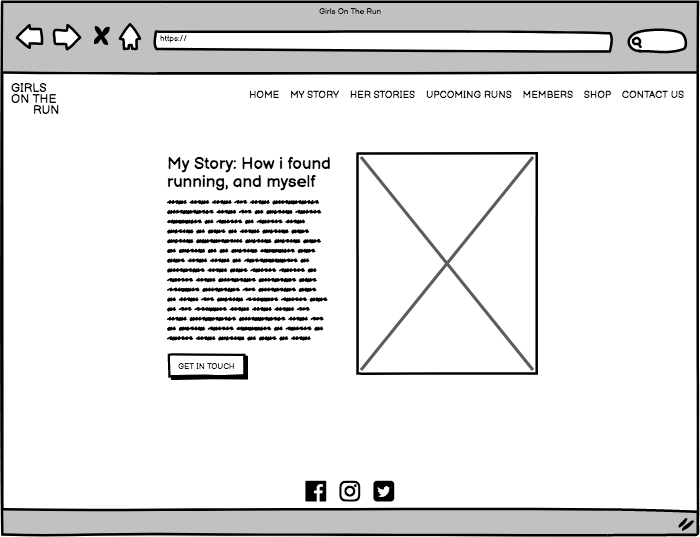 Girls On The Run
https://
GIRLS
ON THE
RUN
HOME MY STORY HER STORIES UPCOMING RUNS MEMBERS SHOP CONTACT US
My Story: How i found
running, and myself
GET IN TOUCH